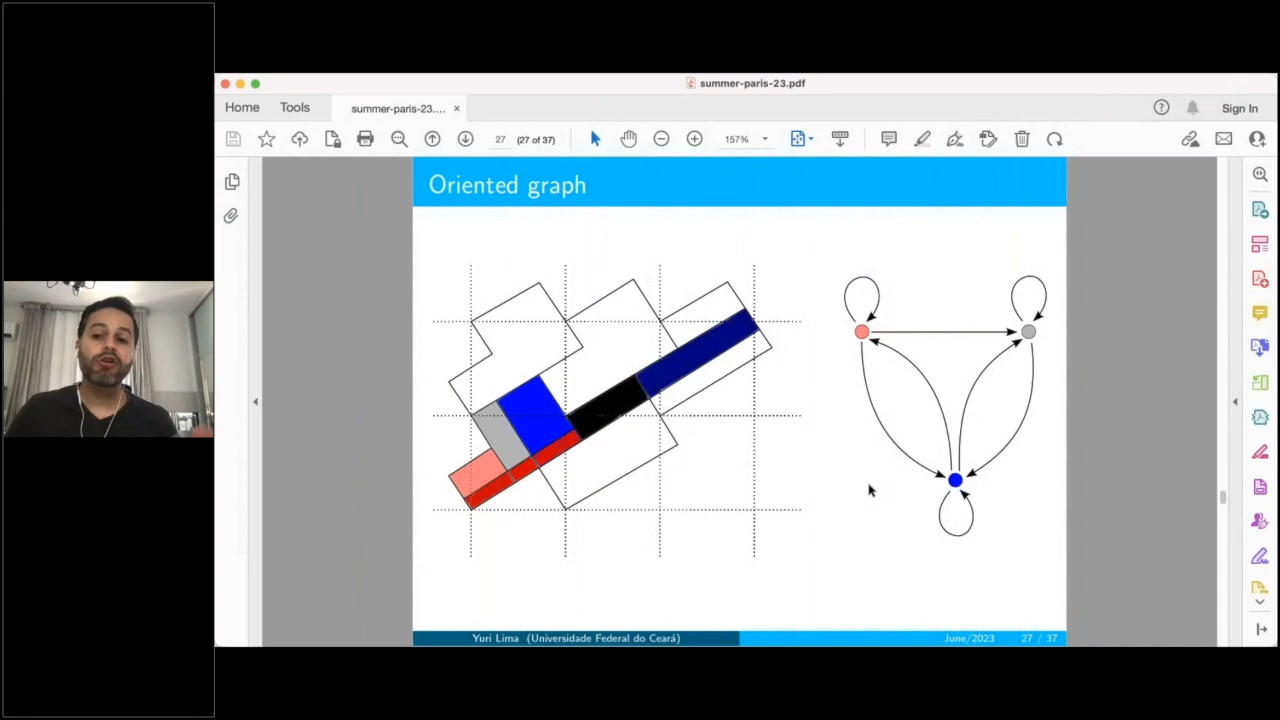 summer-paris-23.pdf
Home Tools summer-paris-23.... × Sign In
27 (27 of 37) 157%
Oriented graph
Yuri Lima (Universidade Federal do Ceará) June/2023 27 / 37